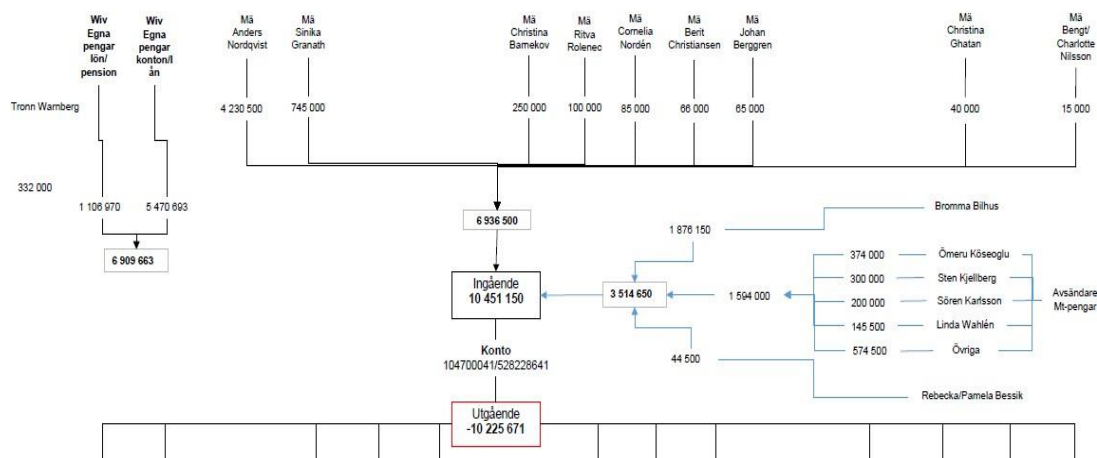 Wiv
Egna
pengar
lön/
pension
Wiv
Egna
pengar
konton/l
ån
Mä
Anders
Nordqvist
Mä
Sinika
Granath
Mä
Christina
Barnekov
Mä
Ritva
Rolenec
Mä
Cornelia
Nordén
Mä
Berit
Christiansen
Mä
Johan
Berggren
Mä
Christina
Ghatan
Mä
Bengt/
Charlotte
Nilsson
Tronn Warnberg
4 230 500
745 000
250 000
100 000
85 000
66 000
65 000
40 000
15 000
332 000
1 106 970
5 470 693
6 909 663
6 936 500
Bromma Bilhus
1 876 150
Ingående
10 451 150
3 514 650
1 594 000
374 000
Ömeru Köseoglu
300 000
Sten Kjellberg
200 000
Sören Karlsson
145 500
Linda Wahlén
574 500
Övriga
Avsändare
Mt-pengar
44 500
Rebecka/Pamela Bessik
Konto
104700041/528228641
Utgående
-10 225 671